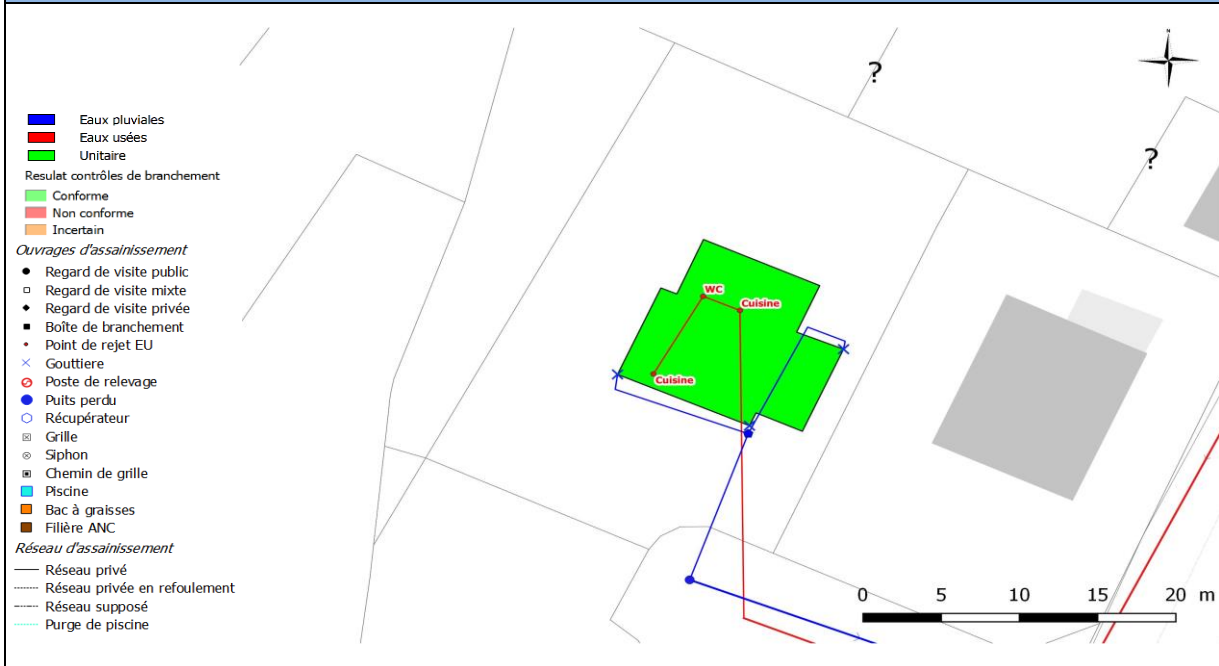 N
?
?
Eaux pluviales
Eaux usées
Unitaire
Resulat contrôles de branchement
Conforme
Non conforme
Incertain
Ouvrages d'assainissement
Regard de visite public
Regard de visite mixte
Regard de visite privée
Boîte de branchement
Point de rejet EU
Gouttiere
Poste de relevage
Puits perdu
Récupérateur
Grille
Siphon
Chemin de grille
Piscine
Bac à graisses
Filière ANC
Réseau d'assainissement
Réseau privé
Réseau privée en refoulement
Réseau supposé
Purge de piscine
WC
Cuisine
Cuisine
0 5 10 15 20 m